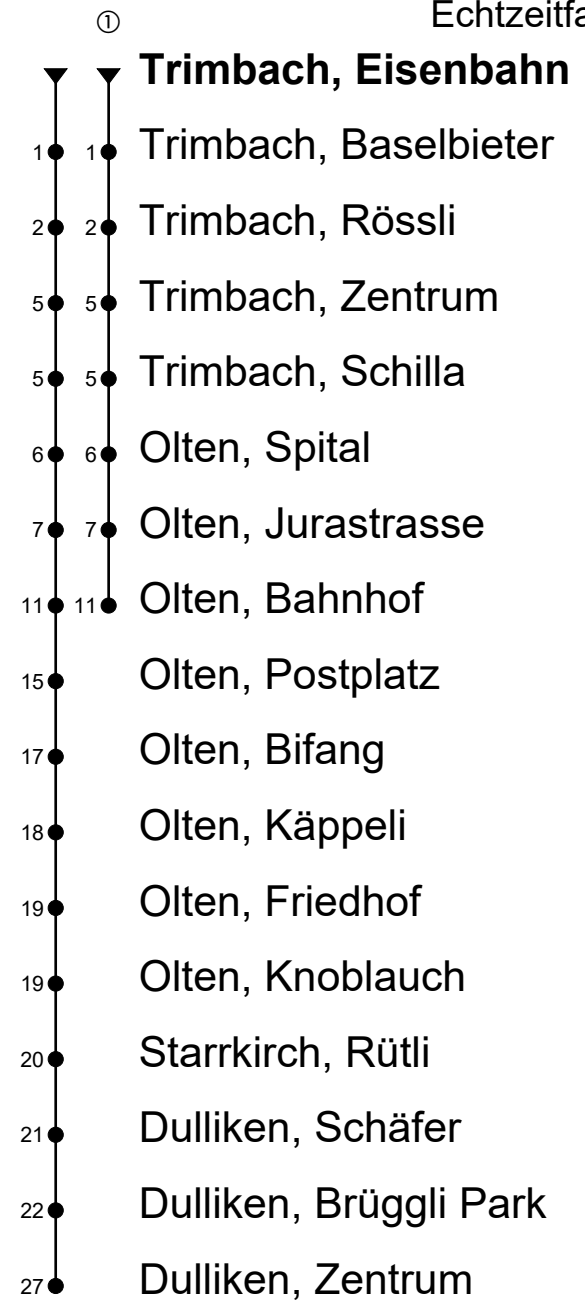 ① Echtzeitfa
Trimbach, Eisenbahn
1 1 Trimbach, Baselbieter
2 2 Trimbach, Rössli
5 5 Trimbach, Zentrum
5 5 Trimbach, Schilla
6 6 Olten, Spital
7 7 Olten, Jurastrasse
11 11 Olten, Bahnhof
15 Olten, Postplatz
17 Olten, Bifang
18 Olten, Käppeli
19 Olten, Friedhof
19 Olten, Knoblauch
20 Starrkirch, Rütli
21 Dulliken, Schäfer
22 Dulliken, Brüggli Park
27 Dulliken, Zentrum